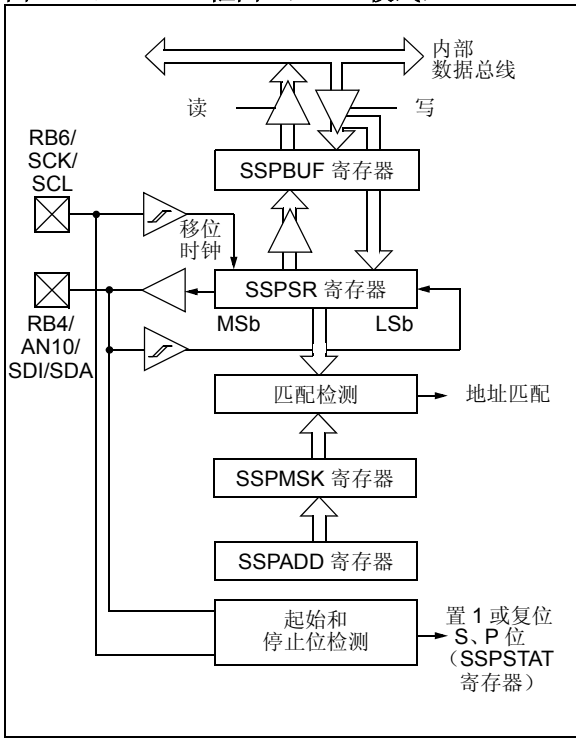 内部
数据总线
读
写
RB6/
SCK/
SCL
SSPBUF 寄存器
移位
时钟
SSPSR 寄存器
MSb
LSb
RB4/
AN10/
SDI/SDA
匹配检测
地址匹配
SSPMSK 寄存器
SSPADD 寄存器
起始和
停止位检测
置 1 或复位
S、P 位
（SSPSTAT
寄存器）